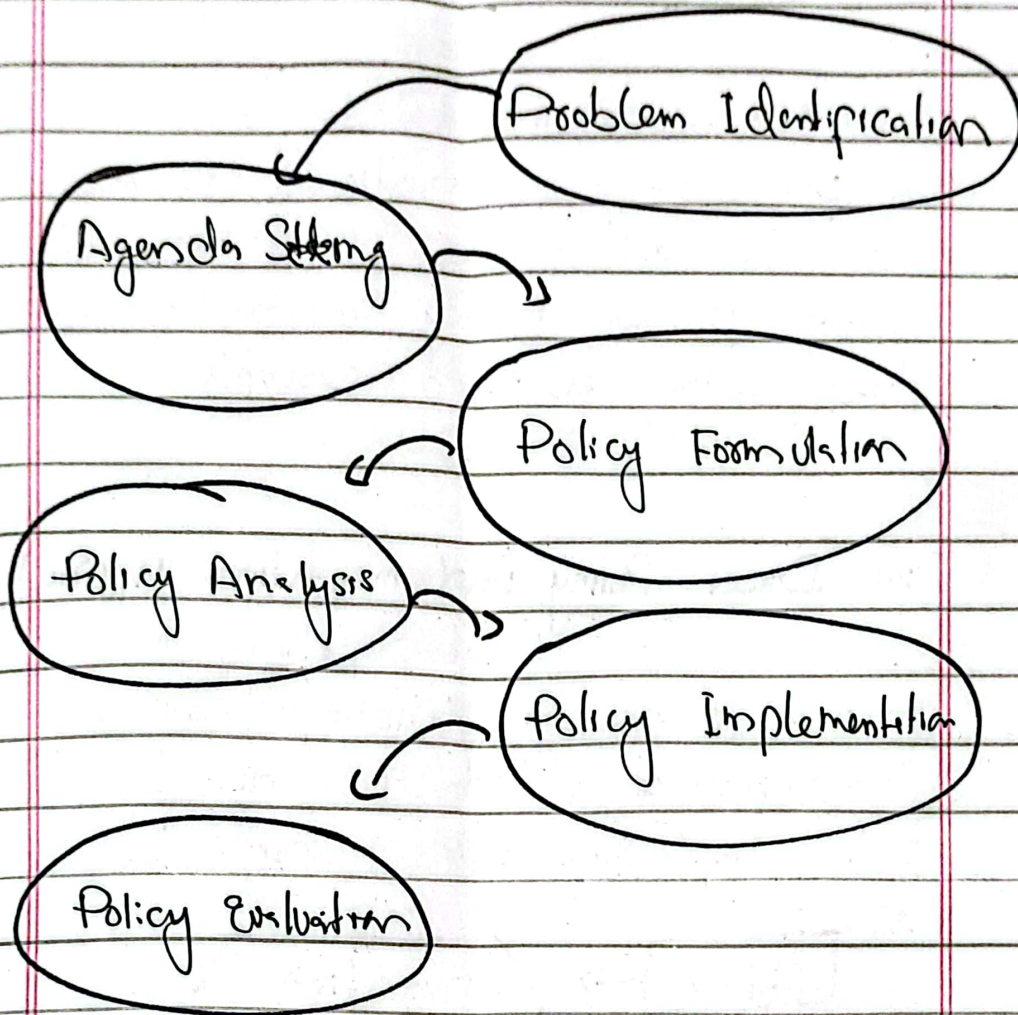 Problem Identification
Agenda Setting
Policy Formulation
Policy Analysis
Policy Implementation
Policy Evaluation